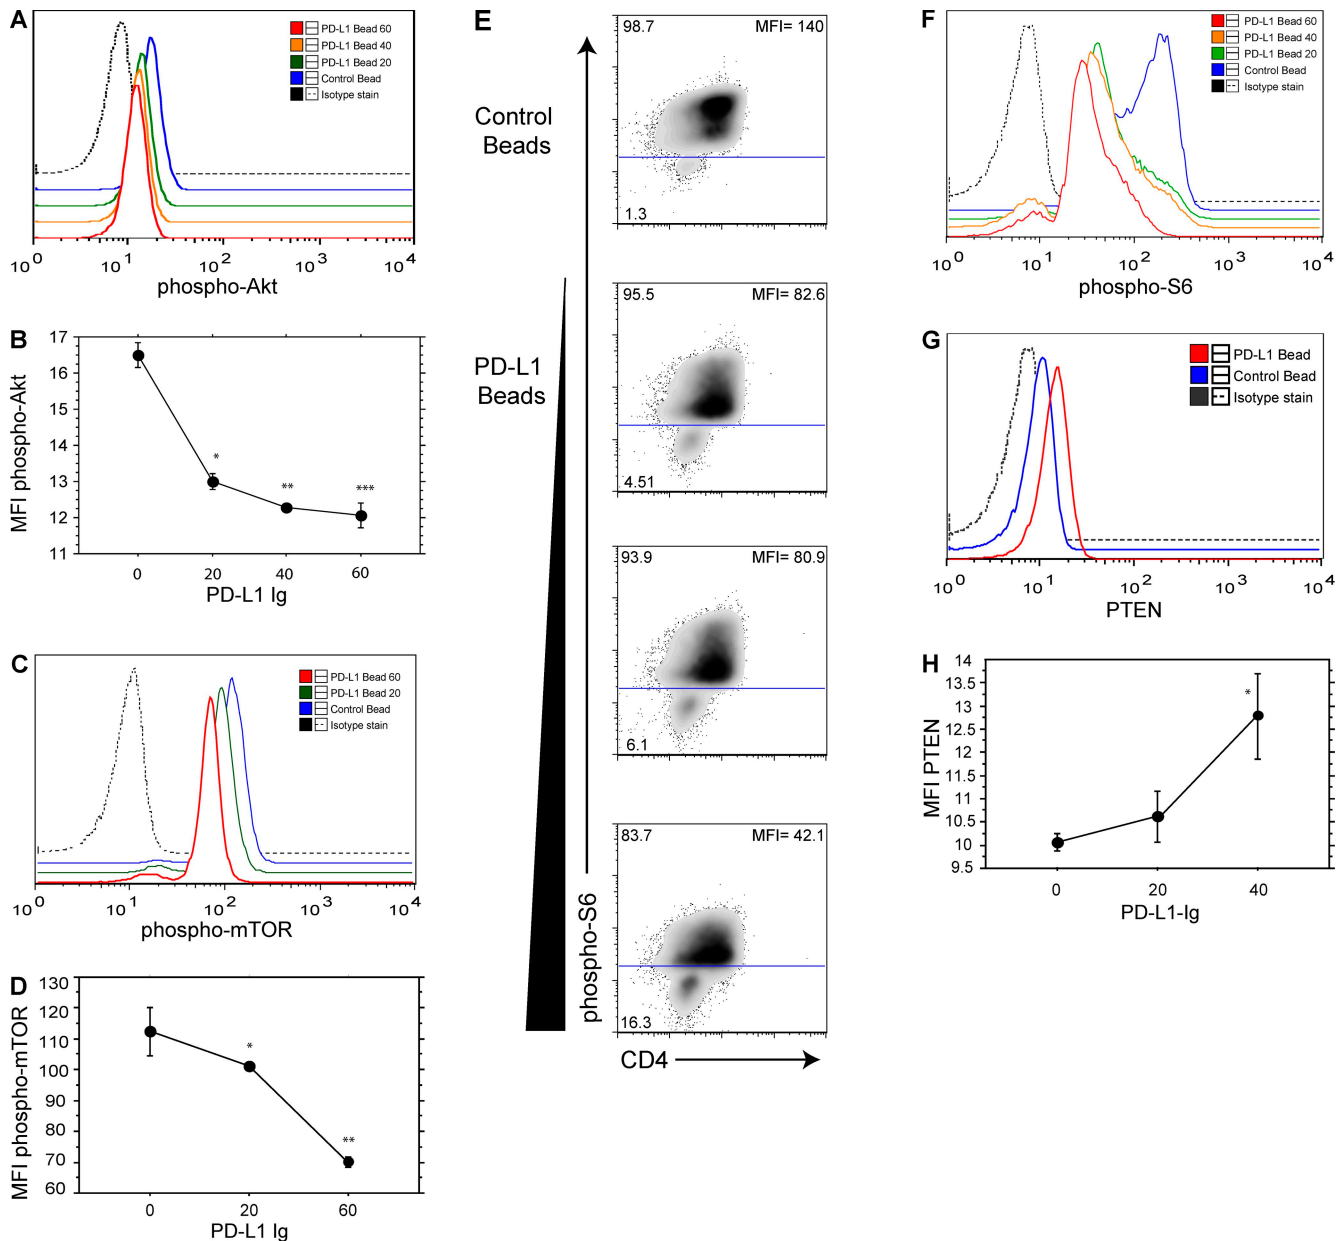 A
PD-L1 Bead 60
PD-L1 Bead 40
PD-L1 Bead 20
Control Bead
Isotype stain
10^0 10^1 10^2 10^3 10^4
phospho-Akt
B
17
16
15
14
13
12
11
MFI phospho-Akt
*
**
***
0 20 40 60
PD-L1 Ig
C
PD-L1 Bead 60
PD-L1 Bead 20
Control Bead
Isotype stain
10^0 10^1 10^2 10^3 10^4
phospho-mTOR
D
130
120
110
100
90
80
70
60
MFI phospho-mTOR
*
**
0 20 60
PD-L1 Ig
E
Control
Beads
PD-L1
Beads
98.7 MFI= 140
1.3
95.5 MFI= 82.6
4.51
93.9 MFI= 80.9
6.1
83.7 MFI= 42.1
16.3
phospho-S6
CD4
F
PD-L1 Bead 60
PD-L1 Bead 40
PD-L1 Bead 20
Control Bead
Isotype stain
10^0 10^1 10^2 10^3 10^4
phospho-S6
G
PD-L1 Bead
Control Bead
Isotype stain
10^0 10^1 10^2 10^3 10^4
PTEN
H
14
13.5
13
12.5
12
11.5
11
10.5
10
9.5
MFI PTEN
*
0 20 40
PD-L1-Ig